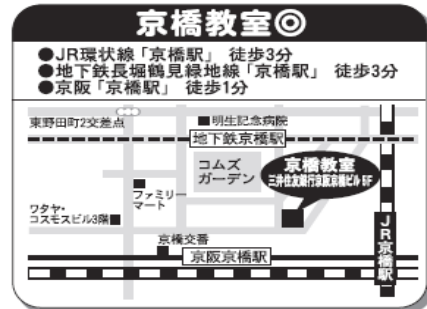 京橋教室◎
●JR環状線「京橋駅」 徒歩3分
●地下鉄長堀鶴見緑地線「京橋駅」 徒歩3分
●京阪「京橋駅」 徒歩1分
東野田町2交差点
■明生記念病院
地下鉄京橋駅
コムズ
ガーデン
京橋教室
三井住友銀行京阪京橋ビル5F
ファミリー
マート
ワタヤ・
コスモスビル3階■
京橋交番
京阪京橋駅
JR京橋駅